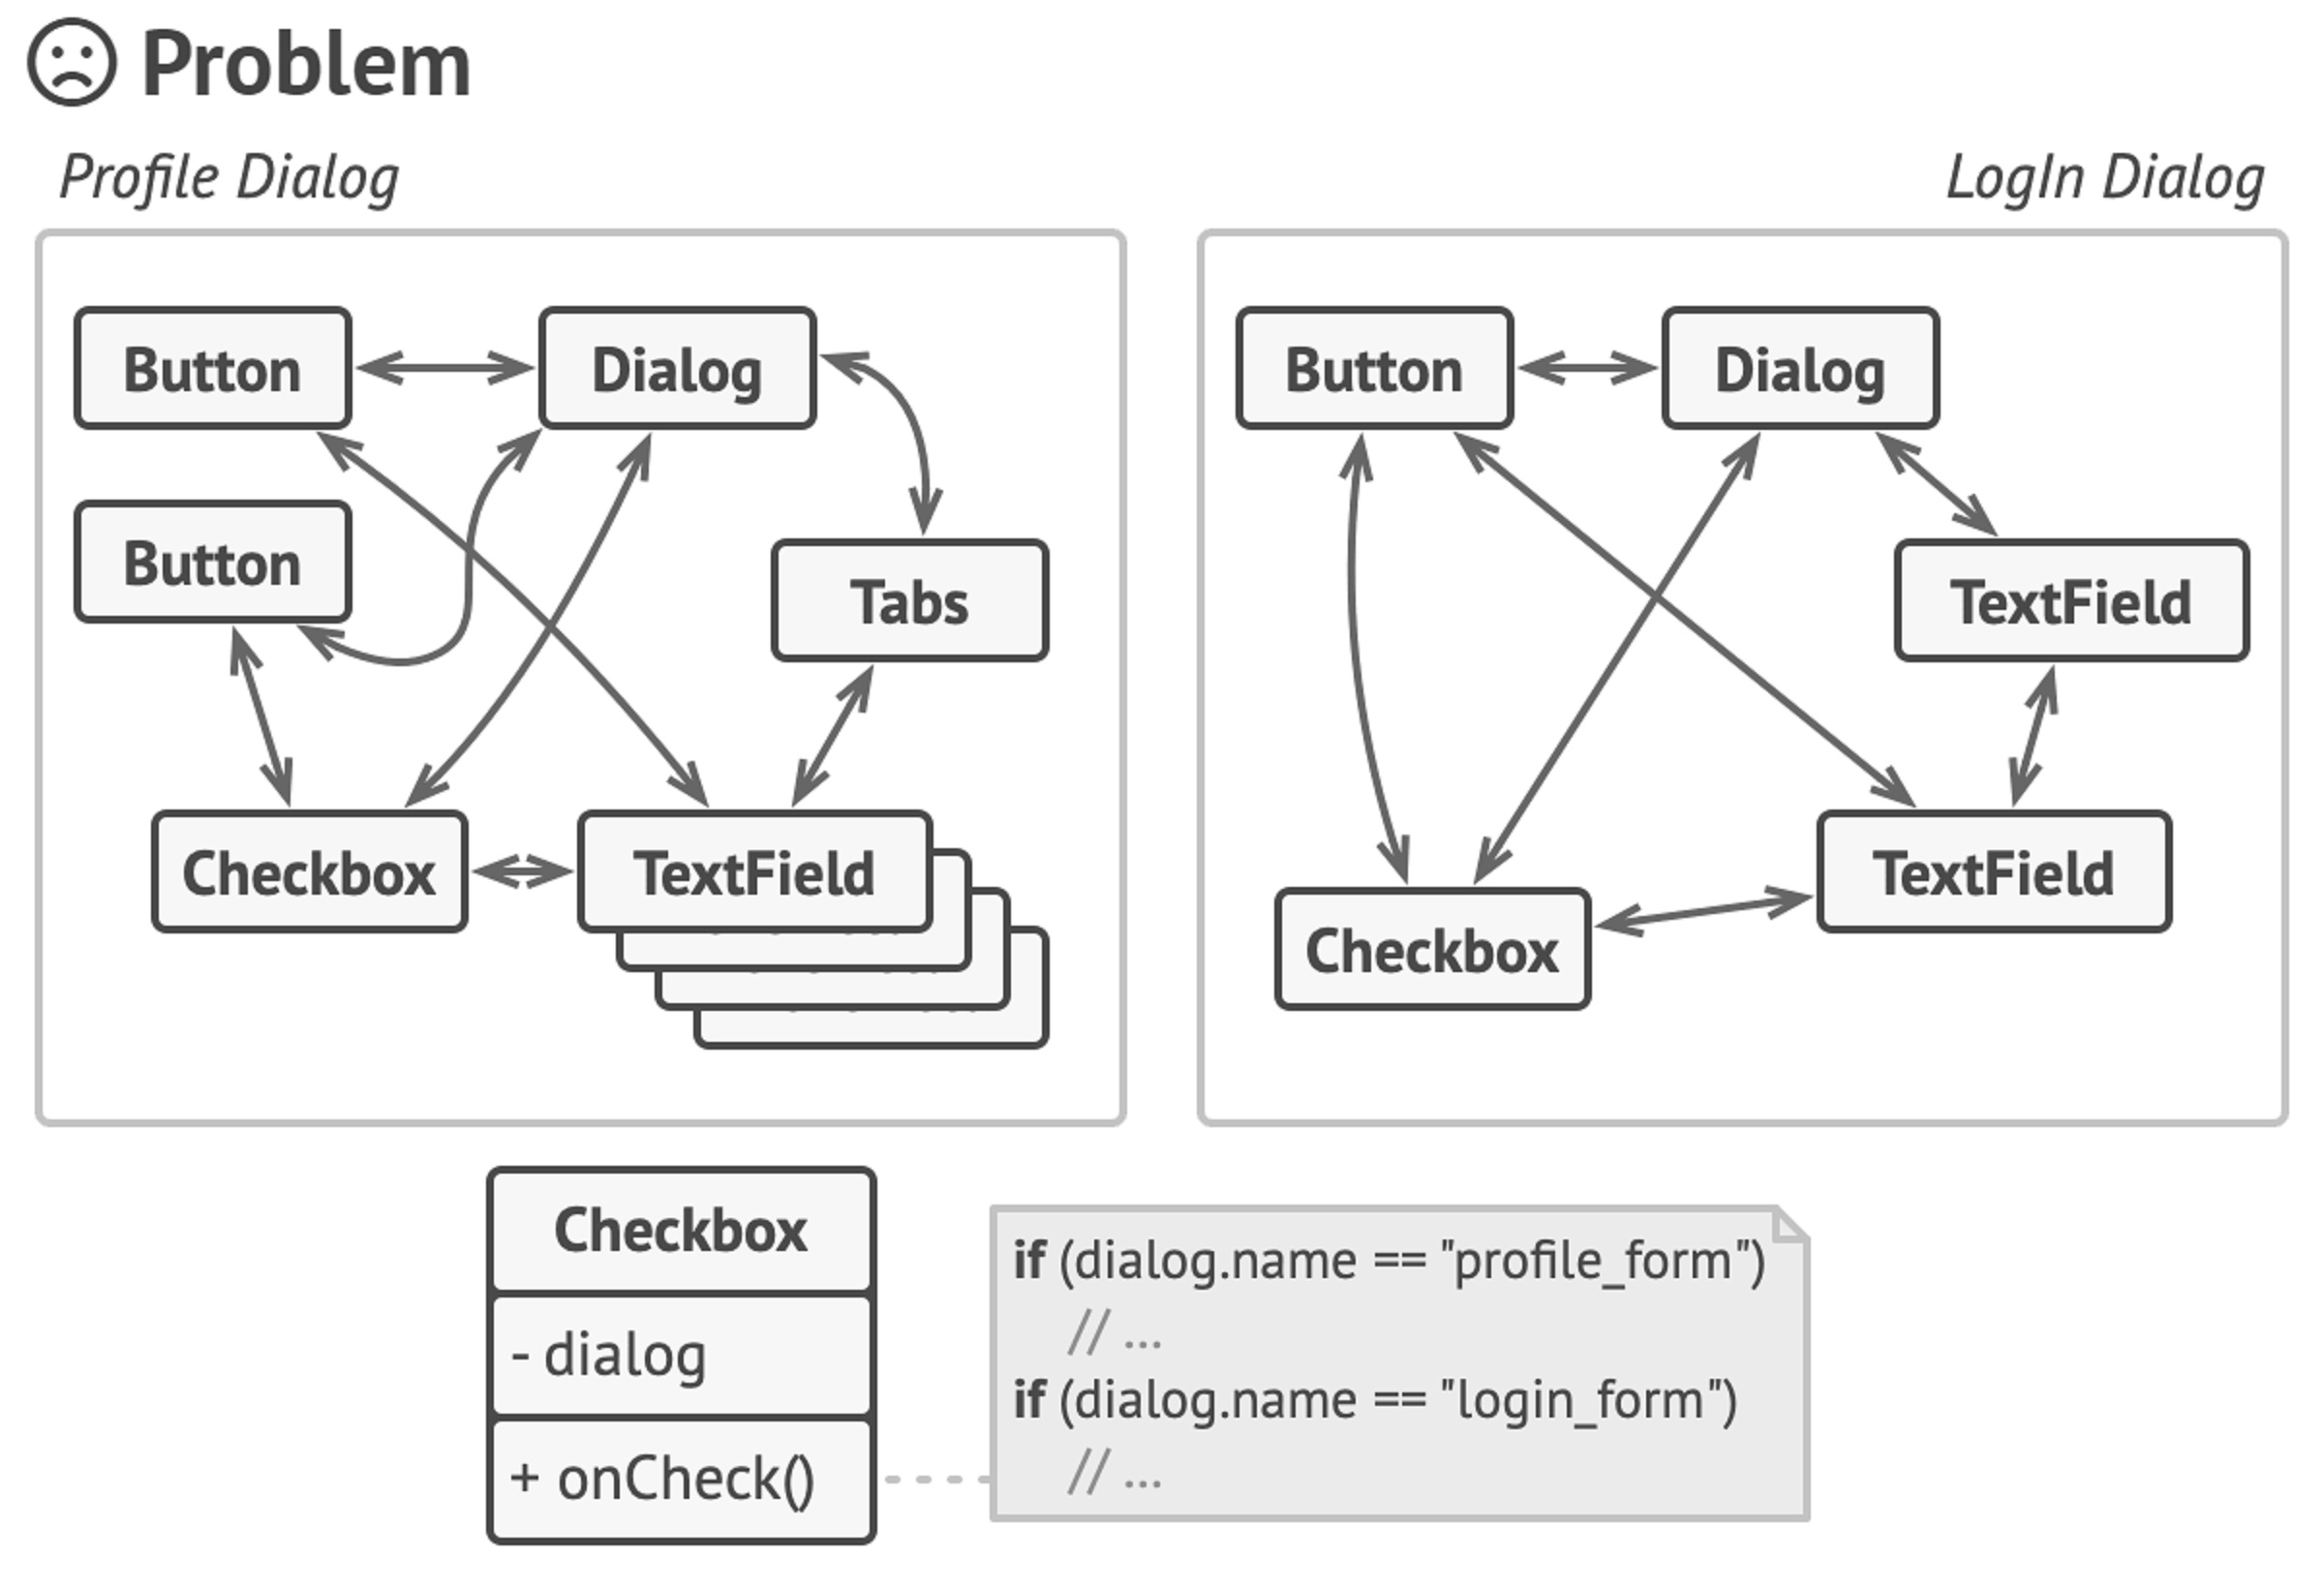 Problem
Profile Dialog
LogIn Dialog
Button
Dialog
Button
Tabs
Checkbox
TextField
Button
Dialog
TextField
TextField
Checkbox
Checkbox
- dialog
+ onCheck()
if (dialog.name == "profile_form")
// ...
if (dialog.name == "login_form")
// ...